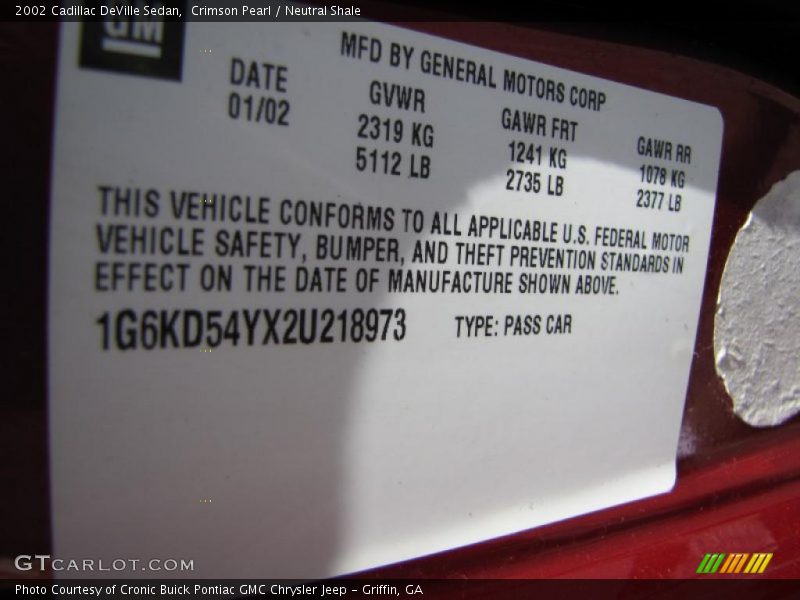 2002 Cadillac DeVille Sedan, Crimson Pearl / Neutral Shale
GM
MFD BY GENERAL MOTORS CORP
DATE GVWR GAWR FRT GAWR RR
01/02 2319 KG 1241 KG 1078 KG
5112 LB 2735 LB 2377 LB
THIS VEHICLE CONFORMS TO ALL APPLICABLE U.S. FEDERAL MOTOR
VEHICLE SAFETY, BUMPER, AND THEFT PREVENTION STANDARDS IN
EFFECT ON THE DATE OF MANUFACTURE SHOWN ABOVE.
1G6KD54YX2U218973 TYPE: PASS CAR
GTCARLOT.COM
Photo Courtesy of Cronic Buick Pontiac GMC Chrysler Jeep - Griffin, GA